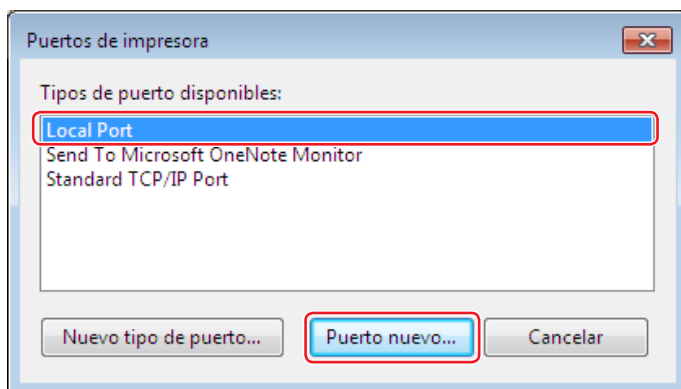 Puertos de impresora
Tipos de puerto disponibles:
Local Port
Send To Microsoft OneNote Monitor
Standard TCP/IP Port
Nuevo tipo de puerto... Puerto nuevo... Cancelar